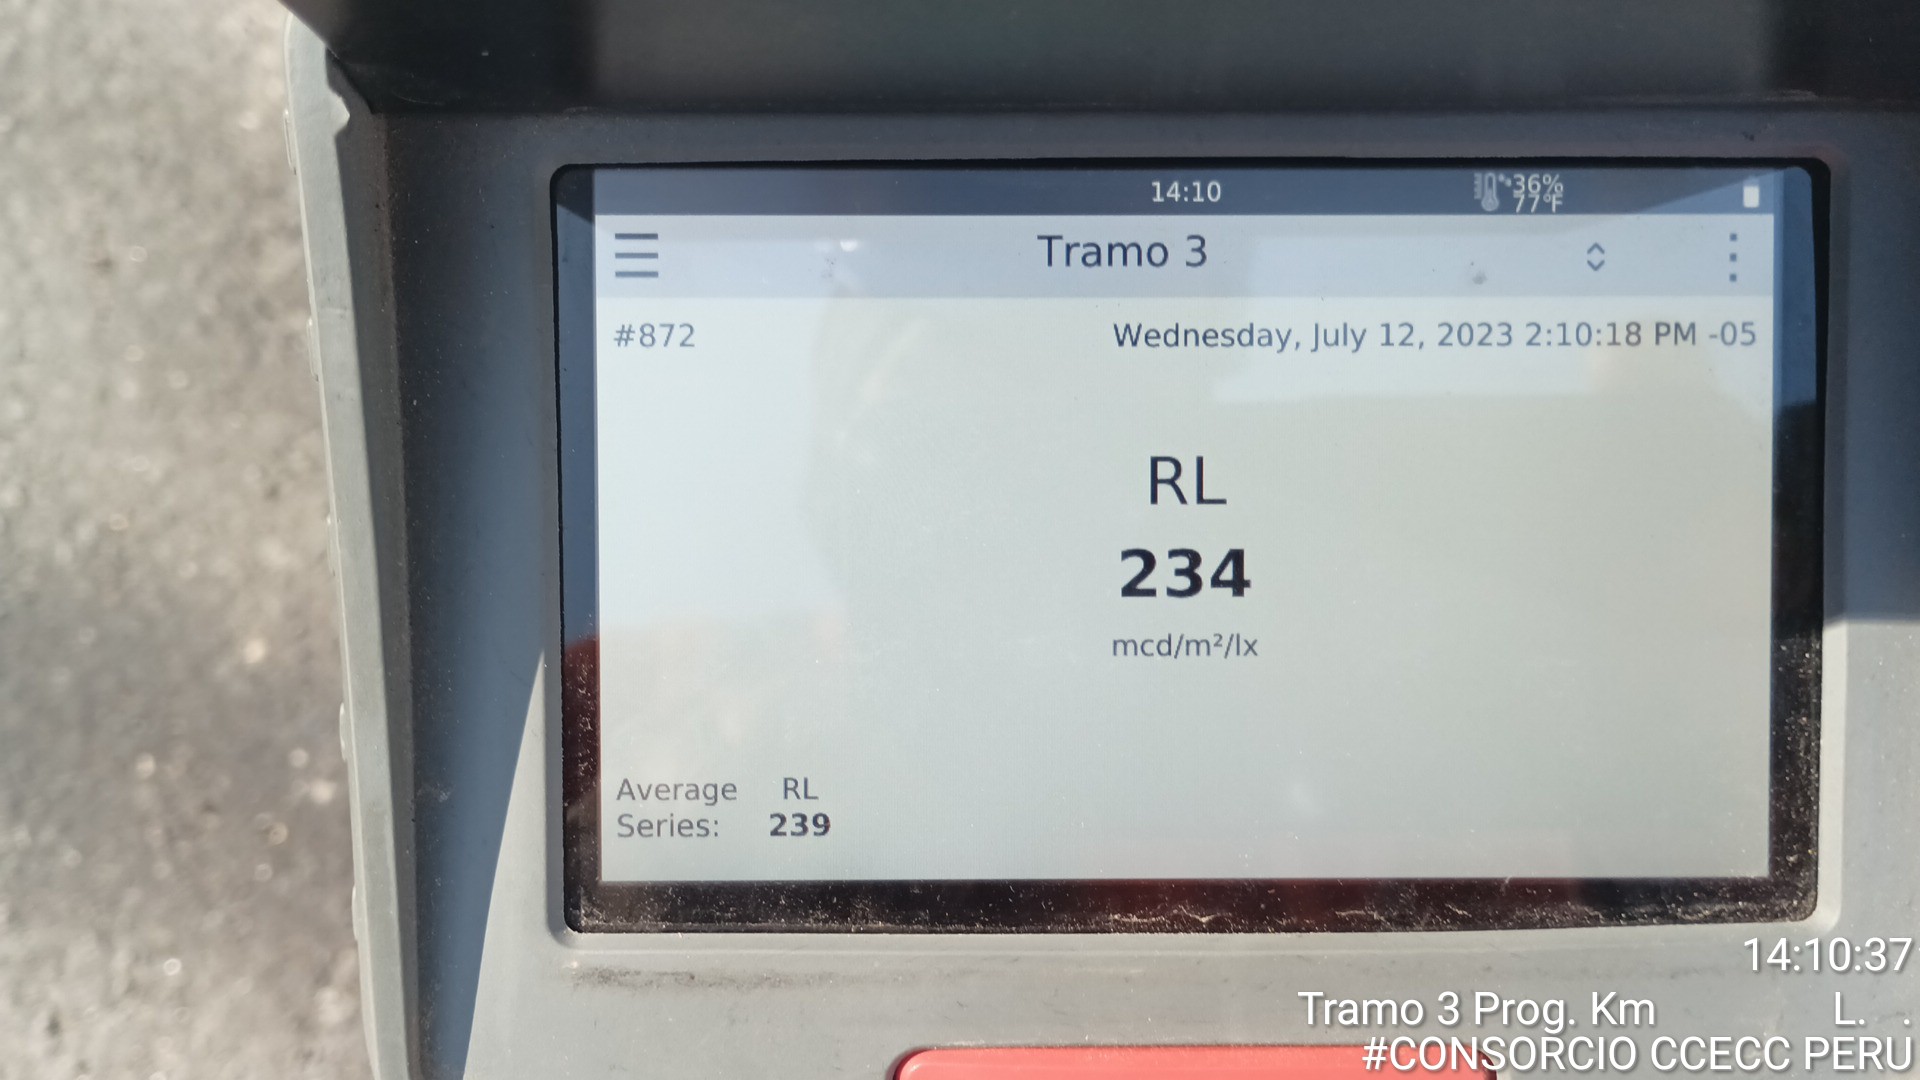 14:10
36%
77°F
Tramo 3
#872
Wednesday, July 12, 2023 2:10:18 PM -05
RL
234
mcd/m²/lx
Average RL
Series: 239
14:10:37
Tramo 3 Prog. Km L. .
#CONSORCIO CCECC PERU